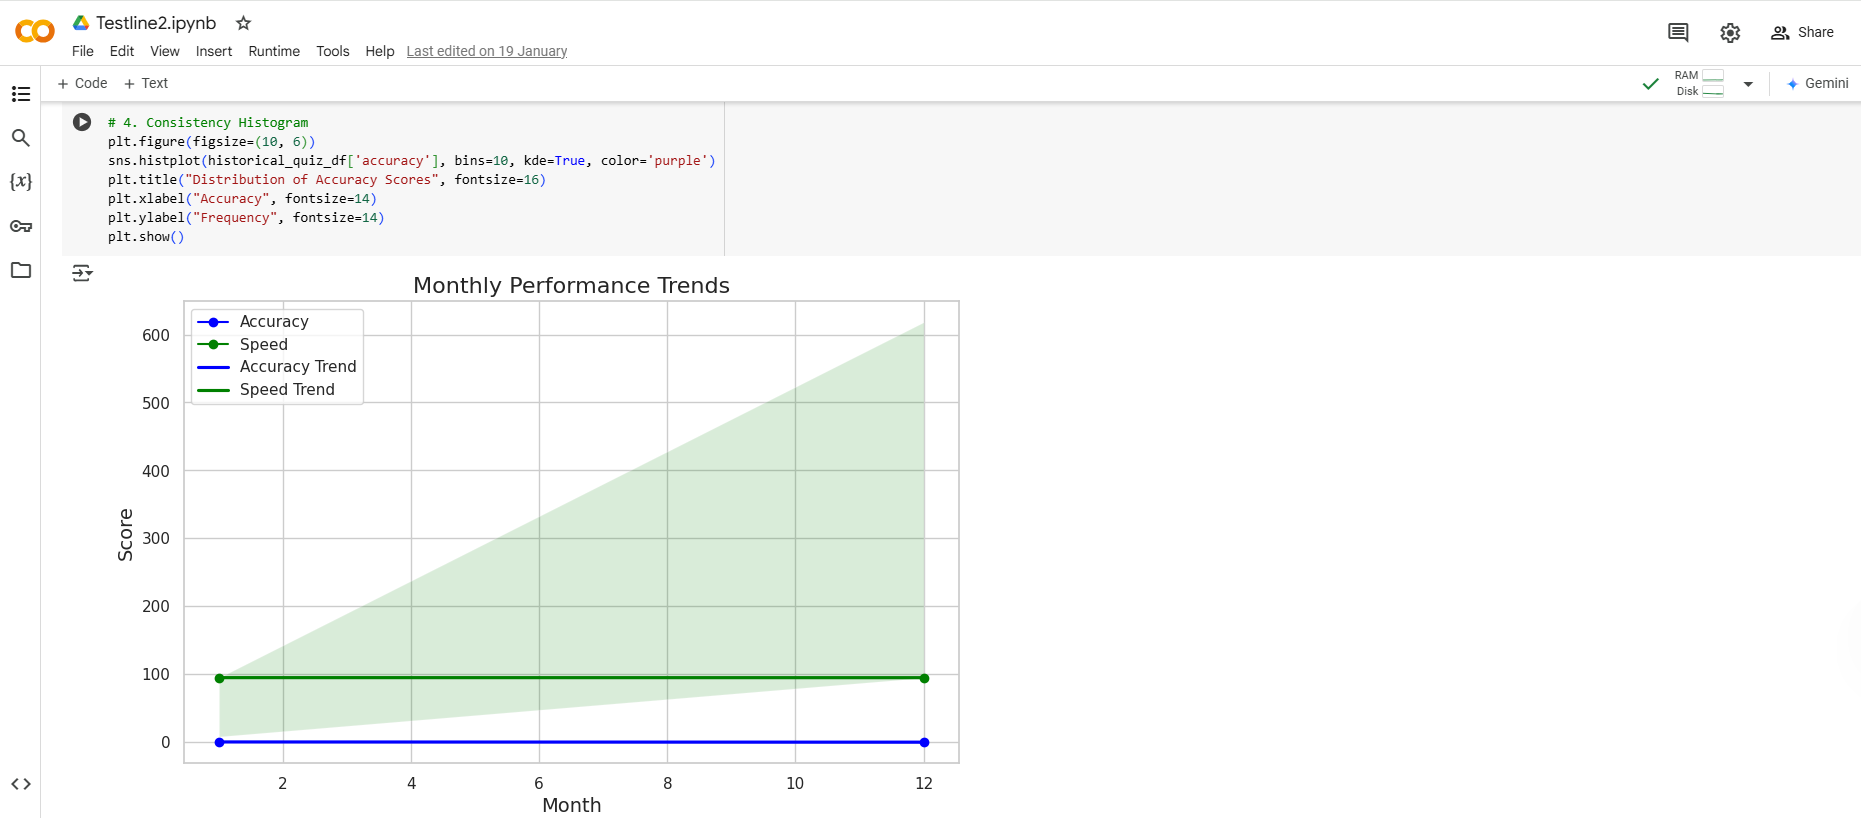 Testline2.ipynb
File Edit View Insert Runtime Tools Help Last edited on 19 January
Share
+ Code + Text
RAM
Disk
Gemini
{x}
# 4. Consistency Histogram
plt.figure(figsize=(10, 6))
sns.histplot(historical_quiz_df['accuracy'], bins=10, kde=True, color='purple')
plt.title("Distribution of Accuracy Scores", fontsize=16)
plt.xlabel("Accuracy", fontsize=14)
plt.ylabel("Frequency", fontsize=14)
plt.show()
Monthly Performance Trends
Accuracy
Speed
Accuracy Trend
Speed Trend
600
500
400
300
200
100
0
Score
2 4 6 8 10 12
Month